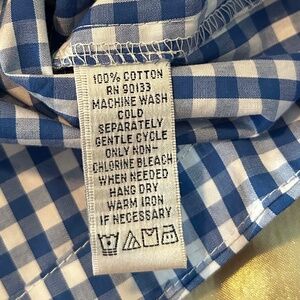 100% COTTON
RN 90133
MACHINE WASH
COLD
SEPARATELY
GENTLE CYCLE
ONLY NON-
CHLORINE BLEACH
WHEN NEEDED
HANG DRY
WARM IRON
IF NECESSARY